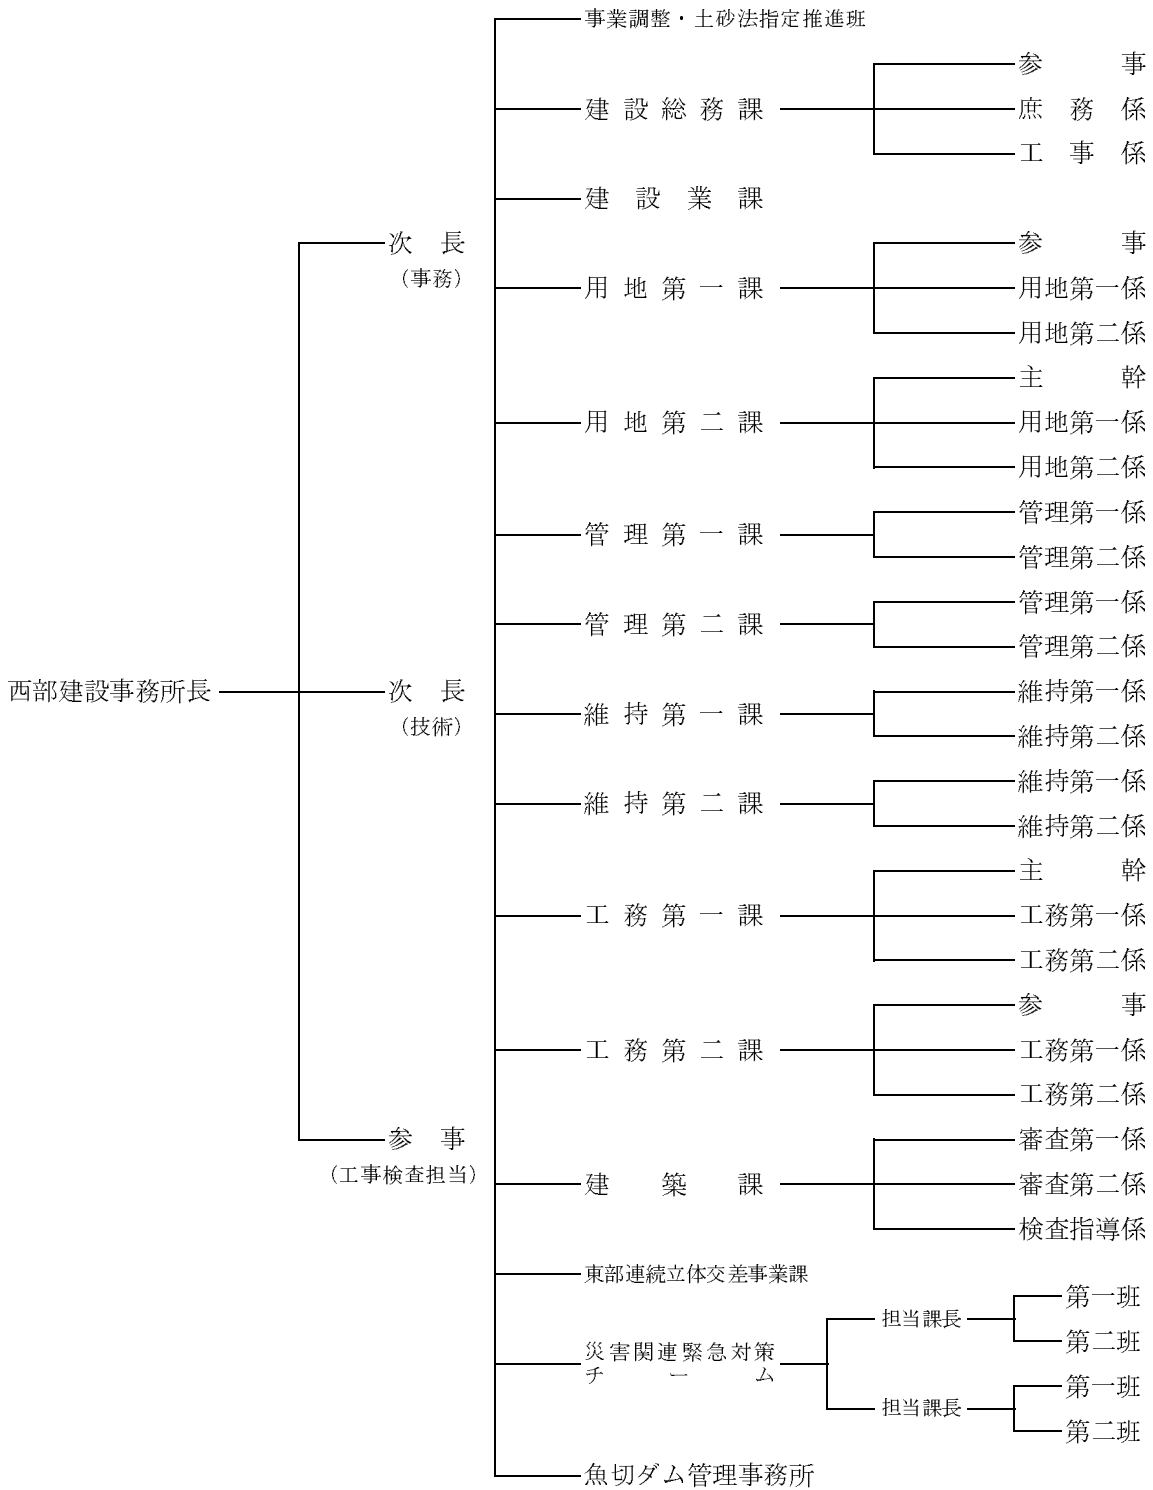 事業調整・土砂法指定推進班
参事
建設総務課
庶務係
工事係
建設業課
次長
（事務）
参事
用地第一課
用地第一係
用地第二係
主幹
用地第二課
用地第一係
用地第二係
管理第一課
管理第一係
管理第二係
管理第二課
管理第一係
管理第二係
西部建設事務所長
次長
（技術）
維持第一課
維持第一係
維持第二係
維持第二課
維持第一係
維持第二係
主幹
工務第一課
工務第一係
工務第二係
参事
工務第二課
工務第一係
工務第二係
参事
（工事検査担当）
建築課
審査第一係
審査第二係
検査指導係
東部連続立体交差事業課
災害関連緊急対策
チーム
担当課長
第一班
第二班
担当課長
第一班
第二班
魚切ダム管理事務所